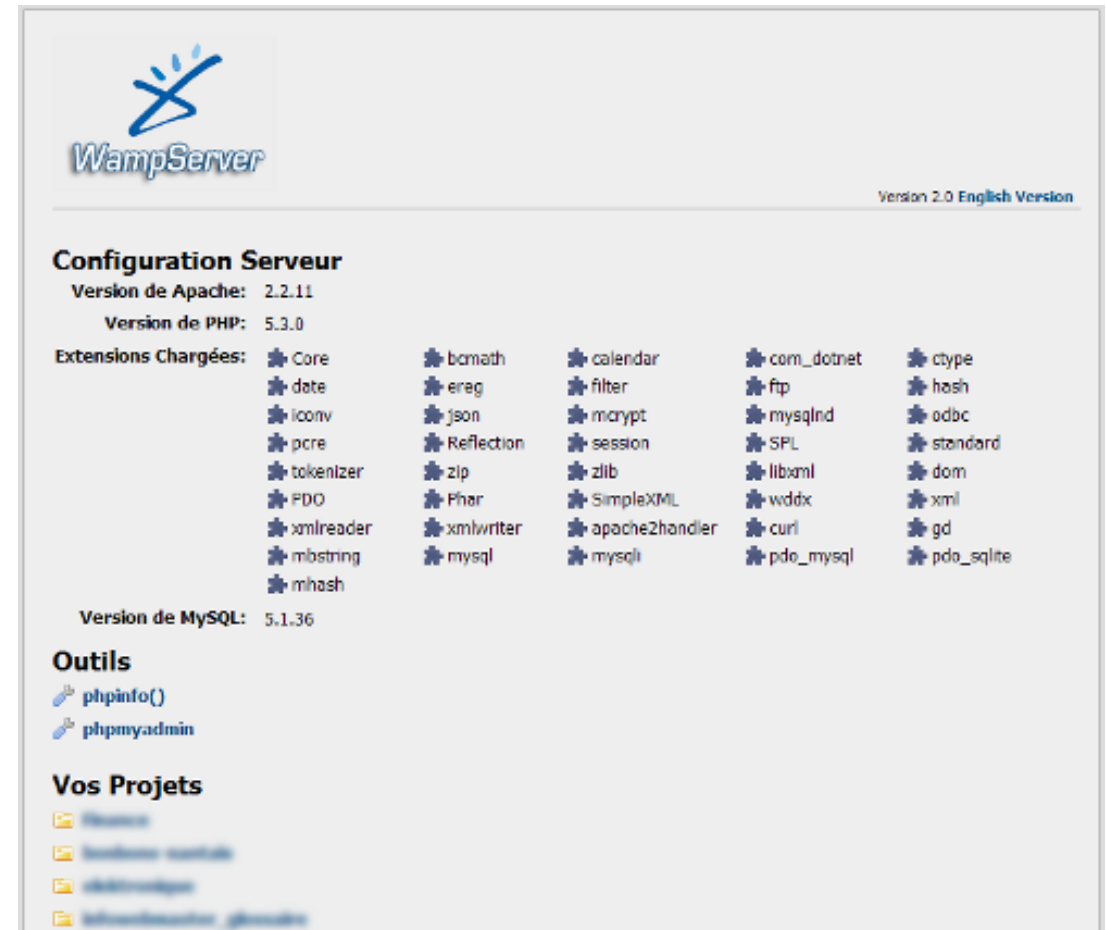 WampServer
Version 2.0 English Version
Configuration Serveur
Version de Apache: 2.2.11
Version de PHP: 5.3.0
Extensions Chargées: Core bcmath calendar com_dotnet ctype
date ereg filter ftp hash
iconv json mcrypt mysqlnd odbc
pcre Reflection session SPL standard
tokenizer zip zlib libxml dom
PDO Phar SimpleXML wddx xml
xmlreader xmlwriter apache2handler curl gd
mbstring mysql mysqli pdo_mysql pdo_sqlite
mhash
Version de MySQL: 5.1.36
Outils
phpinfo()
phpmyadmin
Vos Projets